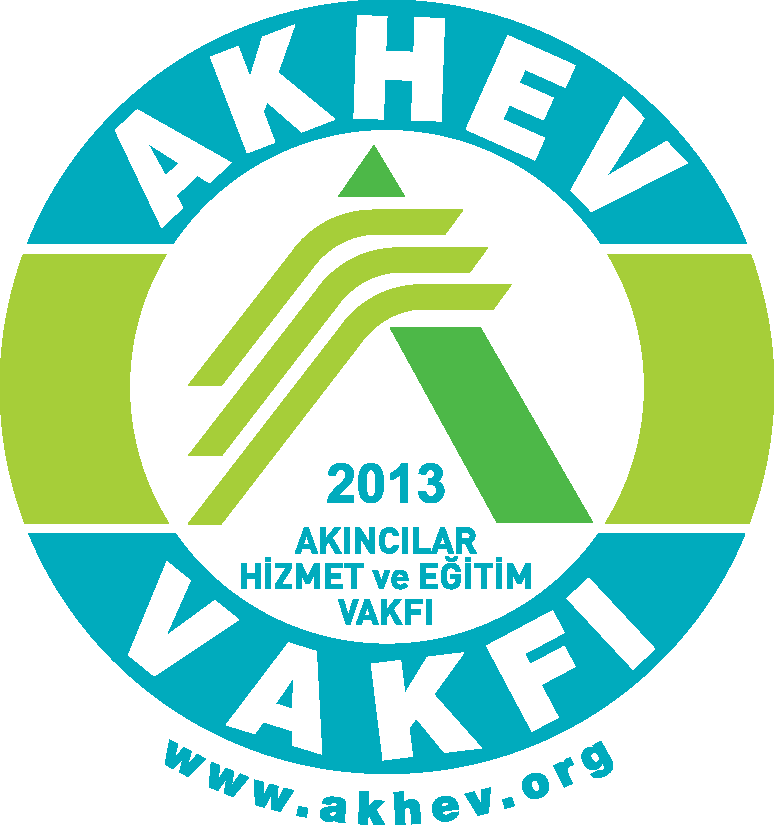 AKHEV
2013
AKINCILAR
HİZMET ve EĞİTİM
VAKFI
VAKFI
www.akhev.org